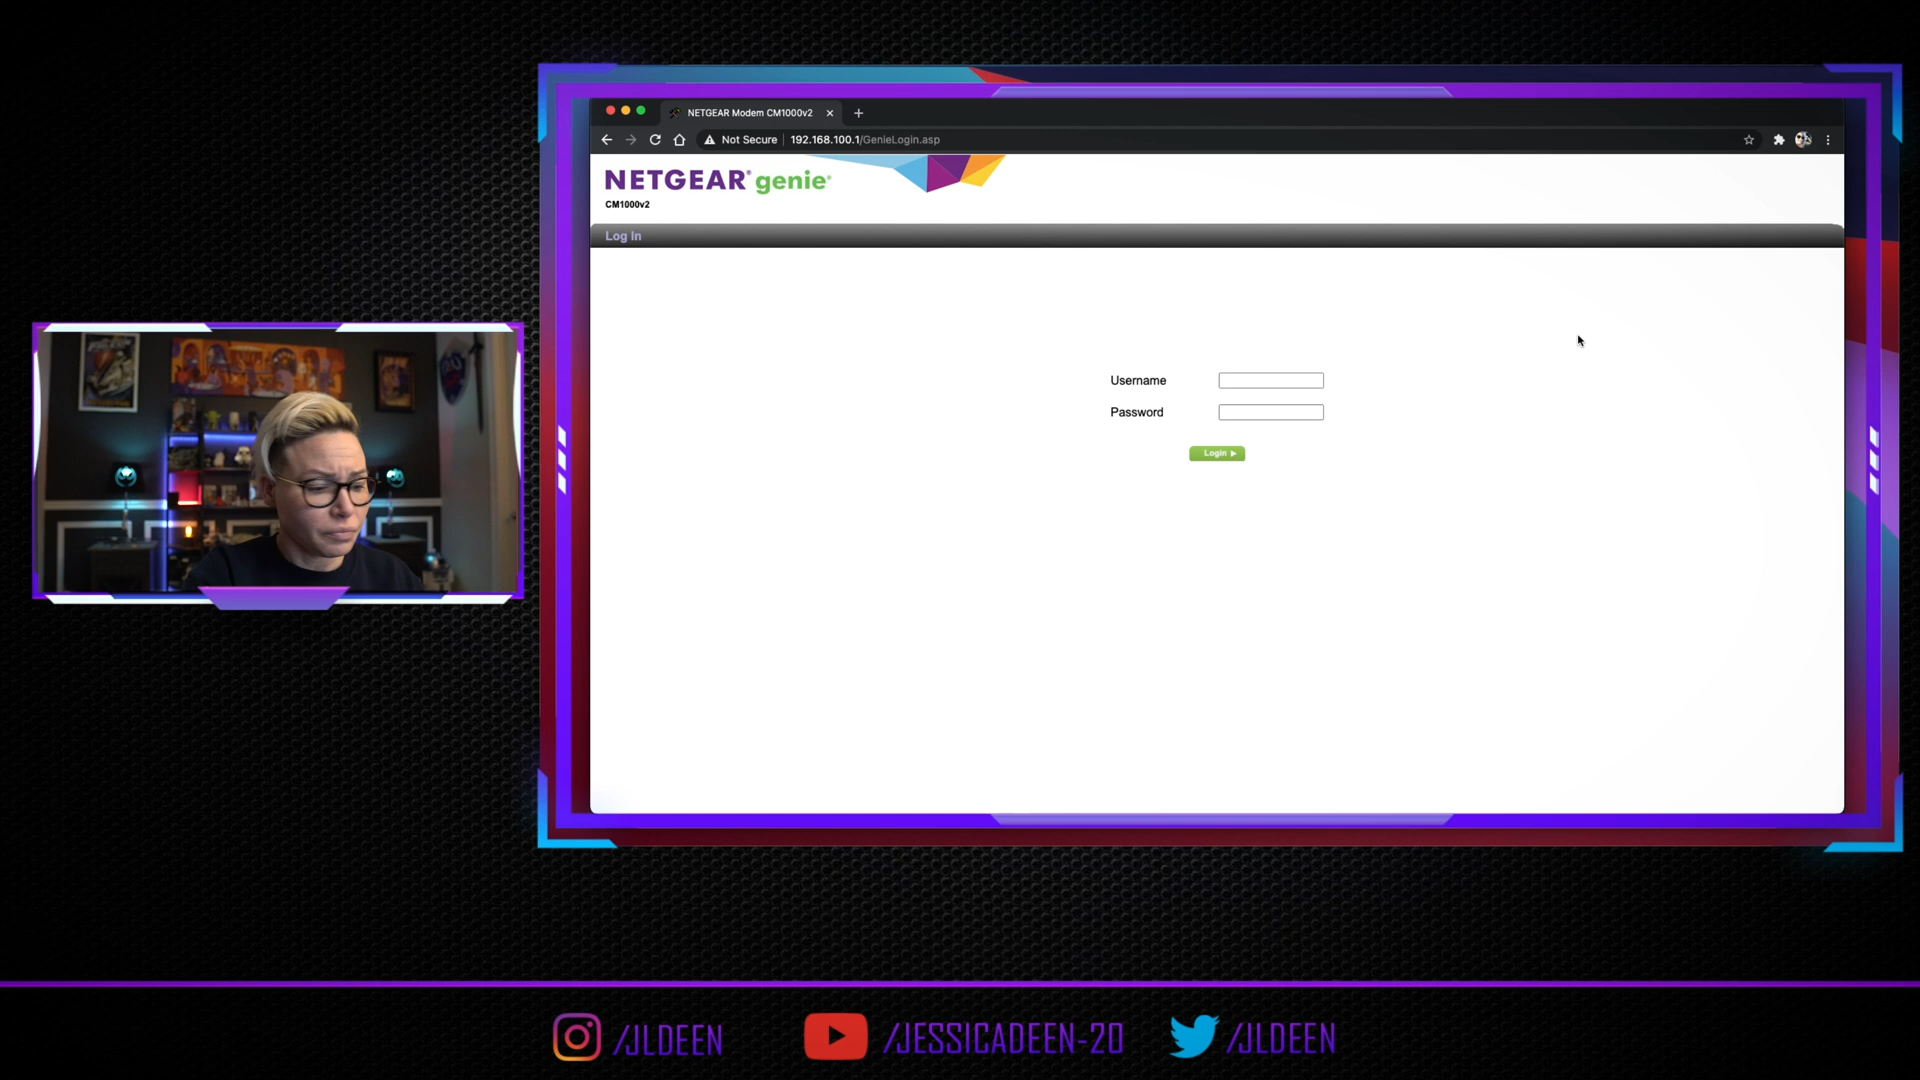 NETGEAR Modem CM1000v2
Not Secure 192.168.100.1/GenieLogin.asp
NETGEAR® genie®
CM1000v2
Log In
Username
Password
Login
/JLDEEN /JESSICADEEN-20 /JLDEEN